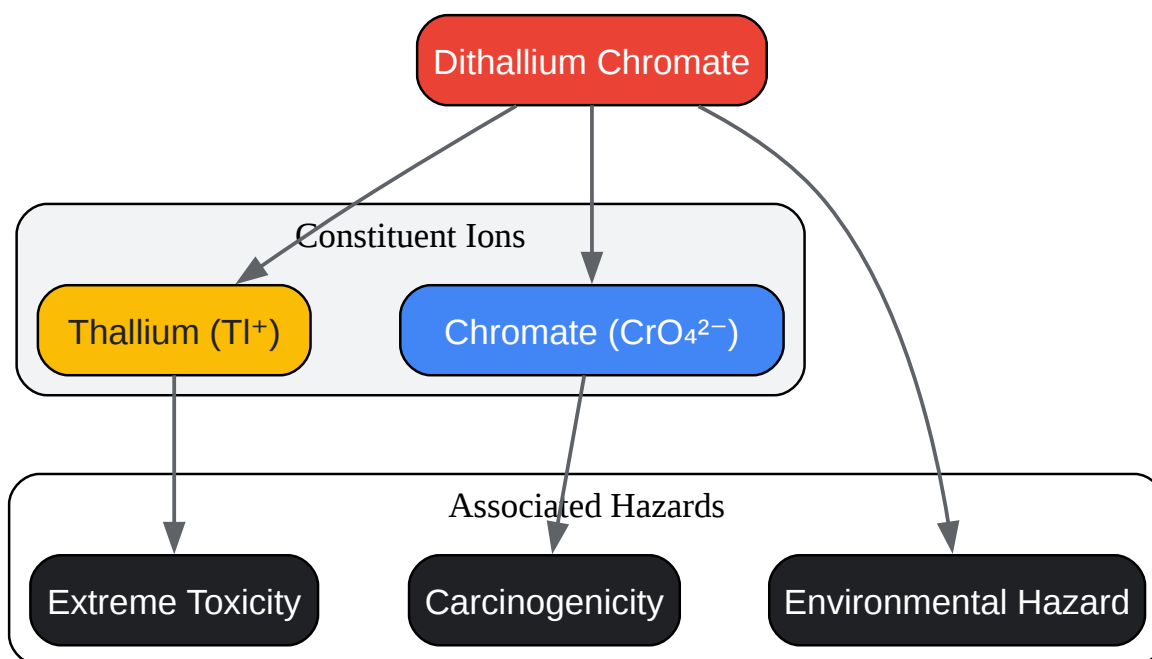 Dithallium Chromate
Constituent Ions
Thallium (Tl⁺)
Chromate (CrO₄²⁻)
Associated Hazards
Extreme Toxicity
Carcinogenicity
Environmental Hazard